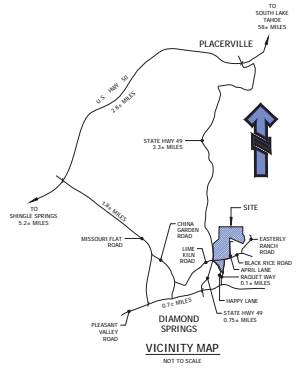 TO
SOUTH LAKE
TAHOE
58± MILES
PLACERVILLE
U.S. HWY 50
2.6± MILES
STATE HWY 49
3.3± MILES
TO
SHINGLE SPRINGS
5.2± MILES
1.8± MILES
SITE
CHINA
GARDEN
ROAD
MISSOURI FLAT
ROAD
LIME
KILN
ROAD
EASTERLY
RANCH
ROAD
BLACK RICE ROAD
APRIL LANE
RAQUET WAY
0.1± MILES
HAPPY LANE
0.7± MILES
STATE HWY 49
0.75± MILES
DIAMOND
SPRINGS
PLEASANT
VALLEY
ROAD
VICINITY MAP
NOT TO SCALE